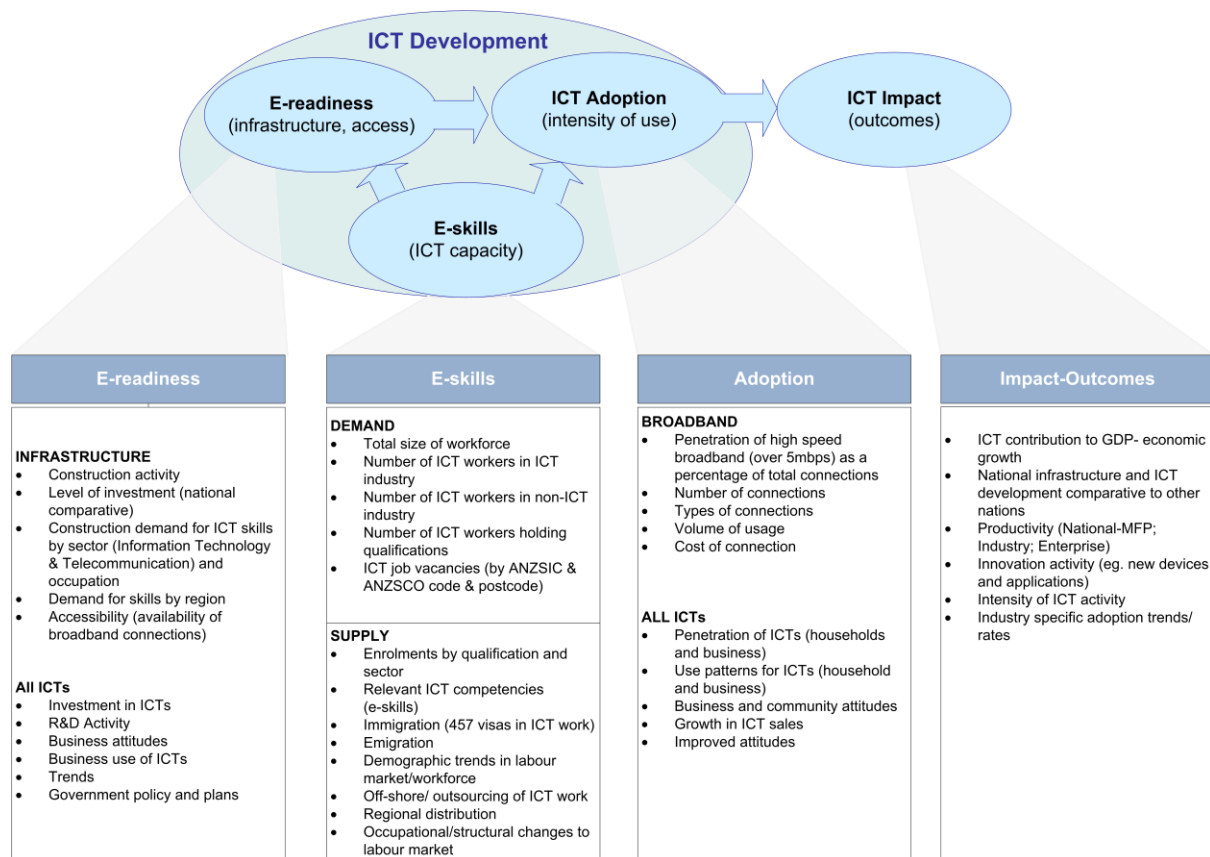 ICT Development
E-readiness
(infrastructure, access)
ICT Adoption
(intensity of use)
ICT Impact
(outcomes)
E-skills
(ICT capacity)
E-readiness
INFRASTRUCTURE
• Construction activity
• Level of investment (national
comparative)
• Construction demand for ICT skills
by sector (Information Technology
& Telecommunication) and
occupation
• Demand for skills by region
• Accessibility (availability of
broadband connections)
All ICTs
• Investment in ICTs
• R&D Activity
• Business attitudes
• Business use of ICTs
• Trends
• Government policy and plans
E-skills
DEMAND
• Total size of workforce
• Number of ICT workers in ICT
industry
• Number of ICT workers in non-ICT
industry
• Number of ICT workers holding
qualifications
• ICT job vacancies (by ANZSIC &
ANZSCO code & postcode)
SUPPLY
• Enrolments by qualification and
sector
• Relevant ICT competencies
(e-skills)
• Immigration (457 visas in ICT work)
• Emigration
• Demographic trends in labour
market/workforce
• Off-shore/ outsourcing of ICT work
• Regional distribution
• Occupational/structural changes to
labour market
Adoption
BROADBAND
• Penetration of high speed
broadband (over 5mbps) as a
percentage of total connections
• Number of connections
• Types of connections
• Volume of usage
• Cost of connection
ALL ICTs
• Penetration of ICTs (households
and business)
• Use patterns for ICTs (household
and business)
• Business and community attitudes
• Growth in ICT sales
• Improved attitudes
Impact-Outcomes
• ICT contribution to GDP- economic
growth
• National infrastructure and ICT
development comparative to other
nations
• Productivity (National-MFP;
Industry; Enterprise)
• Innovation activity (eg. new devices
and applications)
• Intensity of ICT activity
• Industry specific adoption trends/
rates